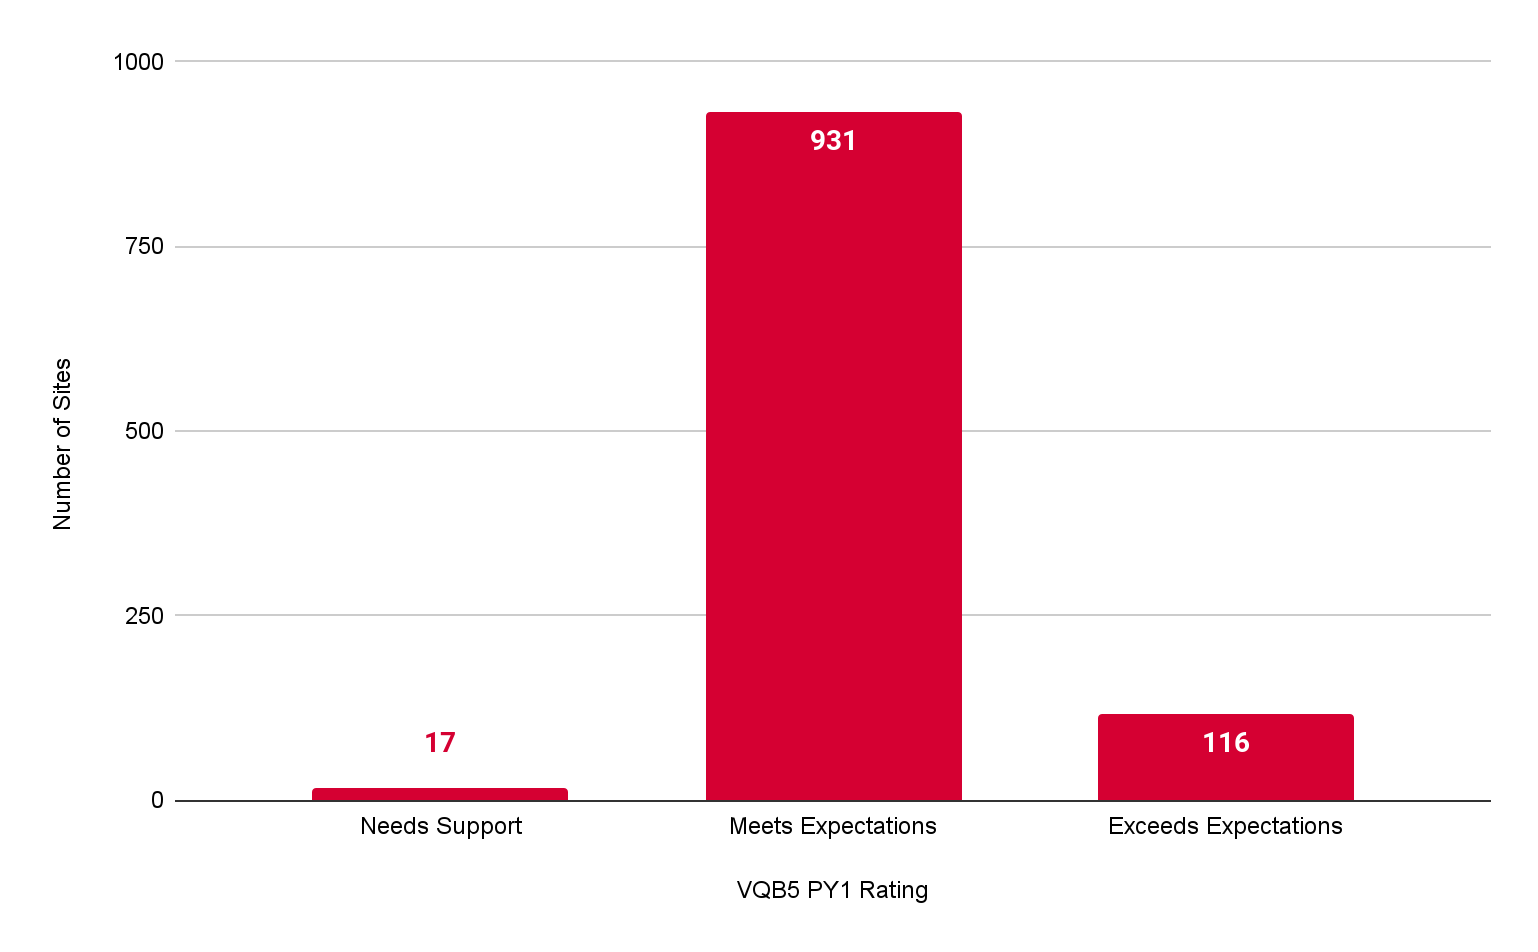 1000
750
500
250
0
Number of Sites
931
17
116
Needs Support
Meets Expectations
Exceeds Expectations
VQB5 PY1 Rating